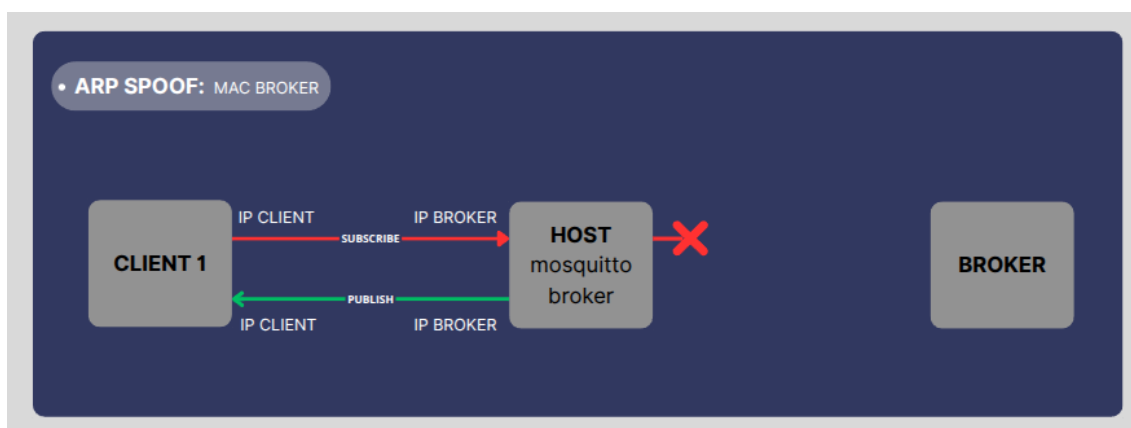 • ARP SPOOF: MAC BROKER
IP CLIENT IP BROKER
SUBSCRIBE
CLIENT 1
HOST
mosquitto
broker
BROKER
PUBLISH
IP CLIENT IP BROKER